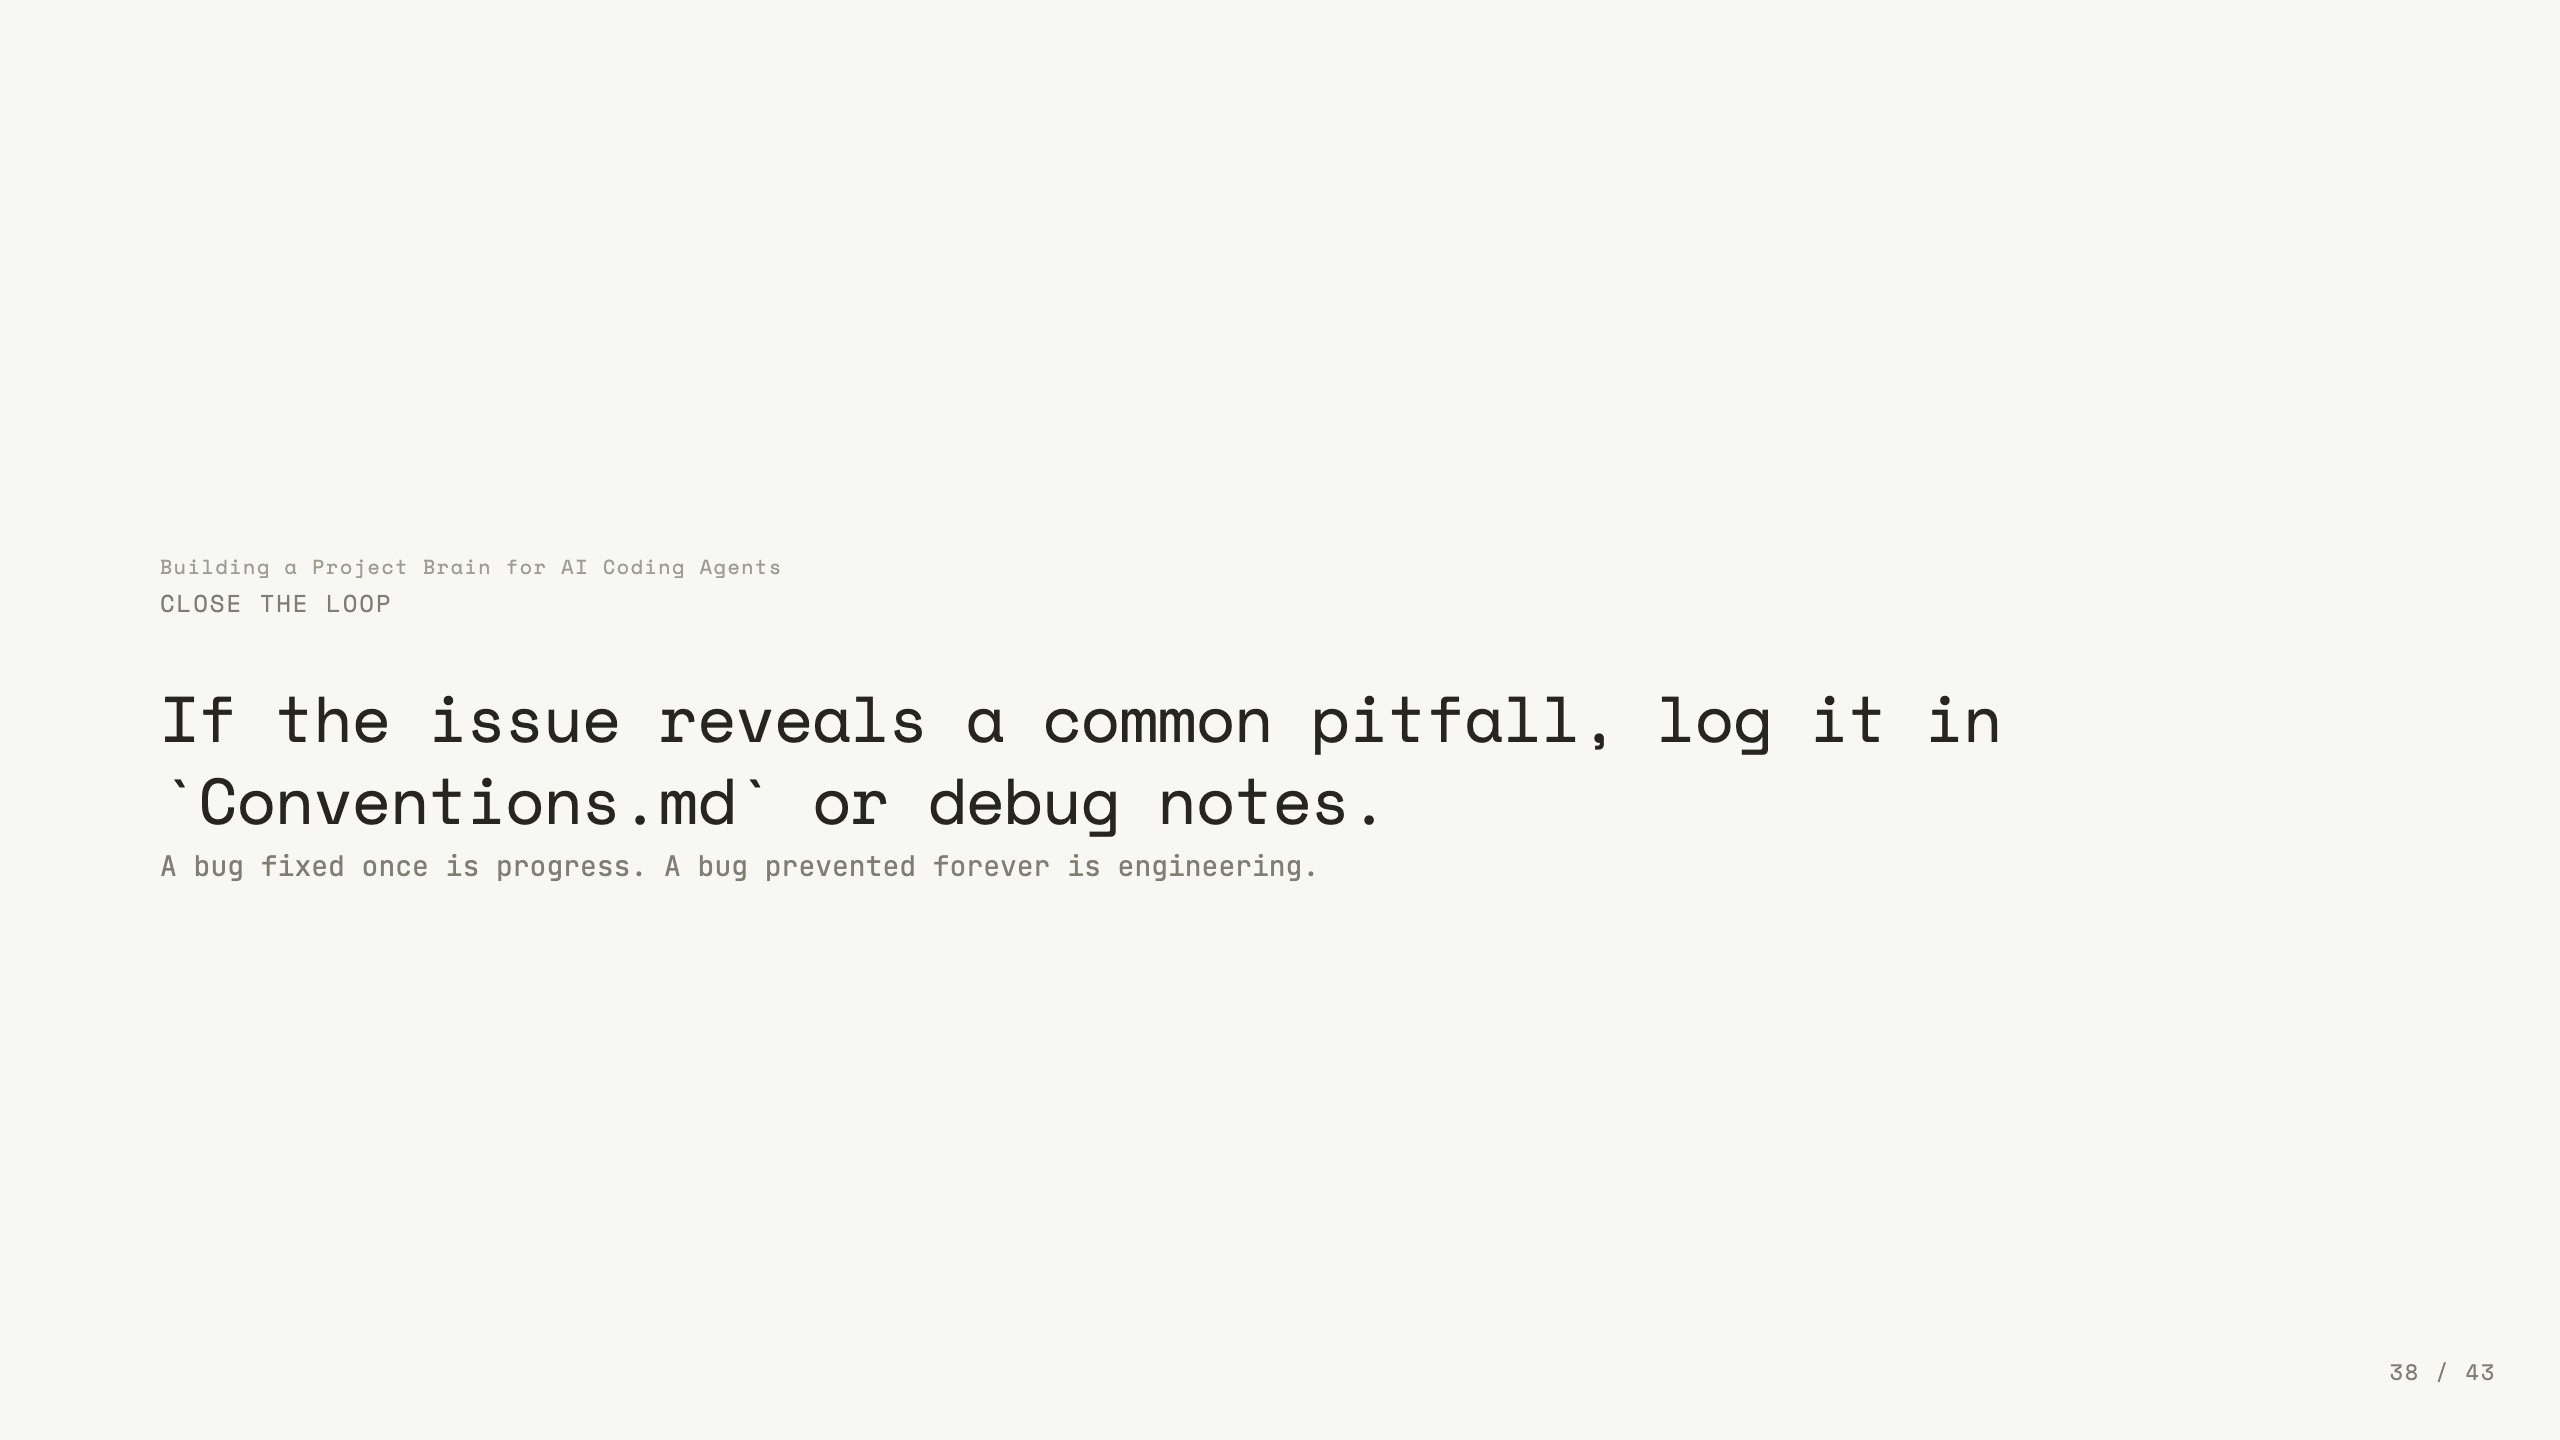 Building a Project Brain for AI Coding Agents
CLOSE THE LOOP
If the issue reveals a common pitfall, log it in
`Conventions.md` or debug notes.
A bug fixed once is progress. A bug prevented forever is engineering.
38 / 43